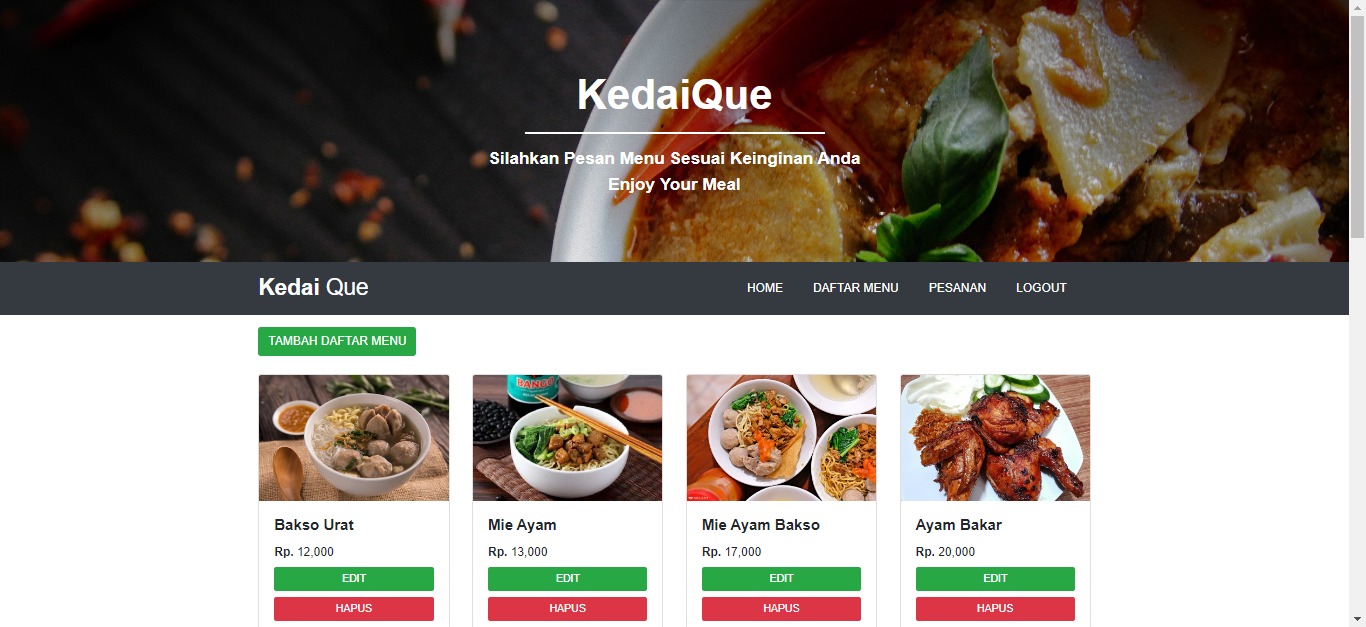 KedaiQue
Silahkan Pesan Menu Sesuai Keinginan Anda
Enjoy Your Meal
Kedai Que
HOME DAFTAR MENU PESANAN LOGOUT
TAMBAH DAFTAR MENU
BANGO
Bakso Urat Mie Ayam Mie Ayam Bakso Ayam Bakar
Rp. 12,000 Rp. 13,000 Rp. 17,000 Rp. 20,000
EDIT EDIT EDIT EDIT
HAPUS HAPUS HAPUS HAPUS